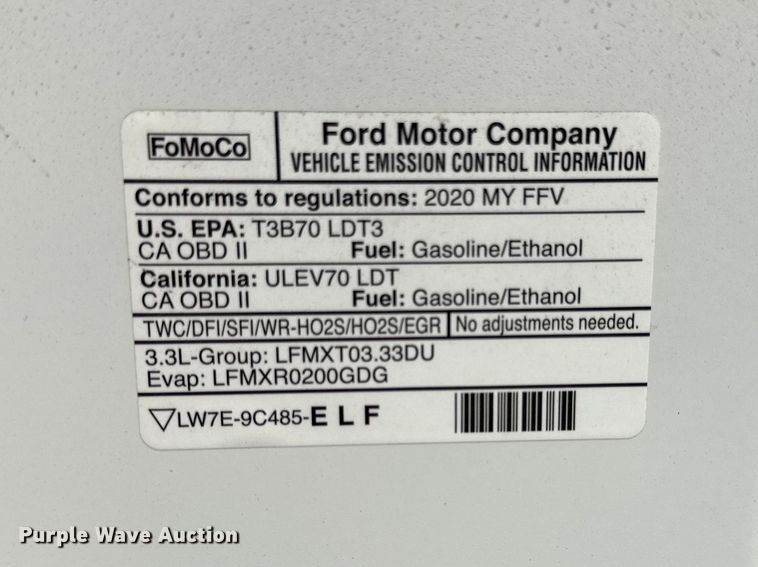 FoMoCo
Ford Motor Company
VEHICLE EMISSION CONTROL INFORMATION
Conforms to regulations: 2020 MY FFV
U.S. EPA: T3B70 LDT3
CA OBD II Fuel: Gasoline/Ethanol
California: ULEV70 LDT
CA OBD II Fuel: Gasoline/Ethanol
TWC/DFI/SFI/WR-HO2S/HO2S/EGR No adjustments needed.
3.3L-Group: LFMXT03.33DU
Evap: LFMXR0200GDG
LW7E-9C485-E L F
Purple Wave Auction